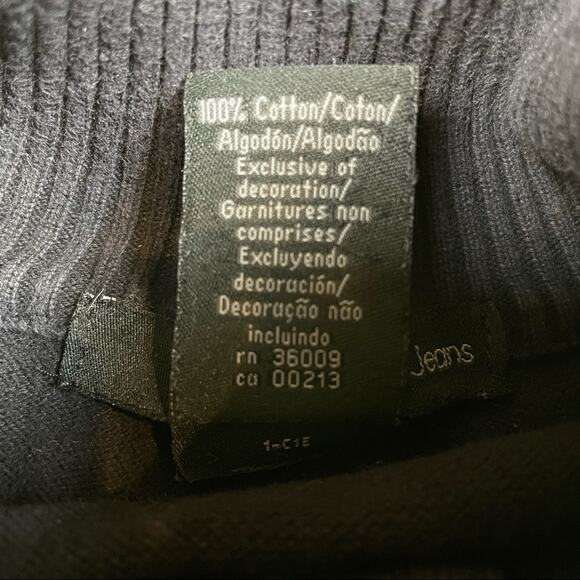 100% Cotton/Coton/
Algodón/Algodão
Exclusive of
decoration/
Garnitures non
comprises/
Excluyendo
decoración/
Decoração não
incluindo
rn 36009
ca 00213
Jeans
1-C1E